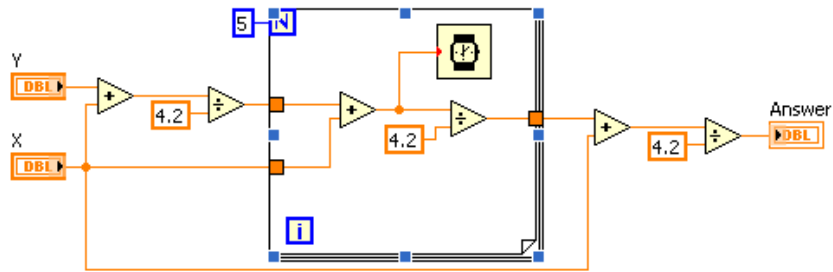 5
N
Y
DBL
+
÷
4.2
X
DBL
+
÷
4.2
i
+
÷
4.2
Answer
DBL